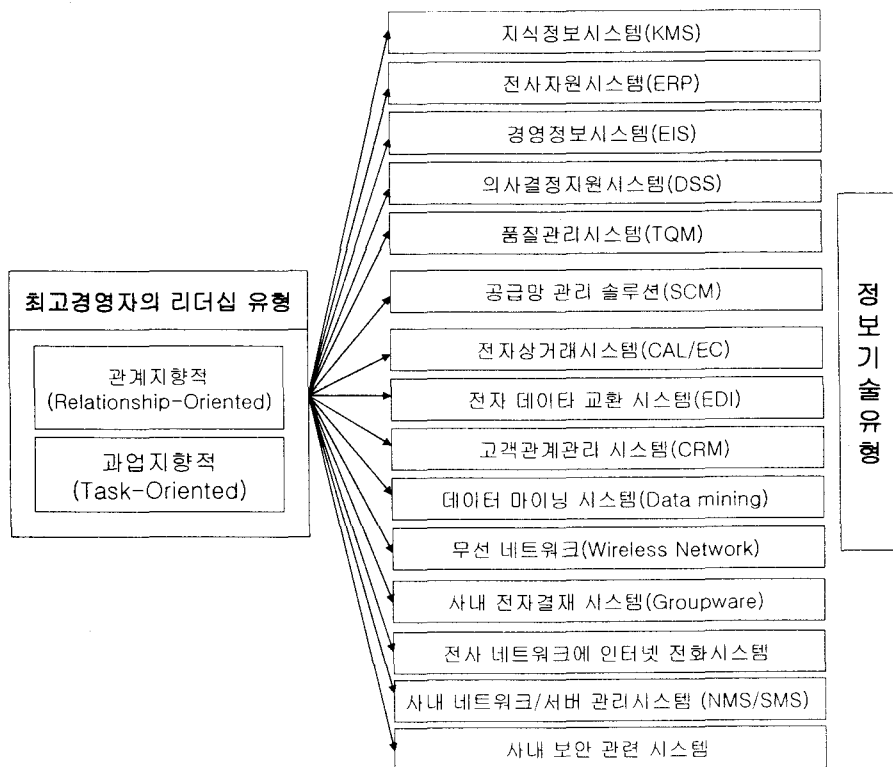 최고경영자의 리더십 유형
관계지향적
(Relationship-Oriented)
과업지향적
(Task-Oriented)
지식정보시스템(KMS)
전사자원시스템(ERP)
경영정보시스템(EIS)
의사결정지원시스템(DSS)
품질관리시스템(TQM)
공급망 관리 솔루션(SCM)
전자상거래시스템(CAL/EC)
전자 데이타 교환 시스템(EDI)
고객관계관리 시스템(CRM)
데이터 마이닝 시스템(Data mining)
무선 네트워크(Wireless Network)
사내 전자결재 시스템(Groupware)
전사 네트워크에 인터넷 전화시스템
사내 네트워크/서버 관리시스템 (NMS/SMS)
사내 보안 관련 시스템
정보기술유형